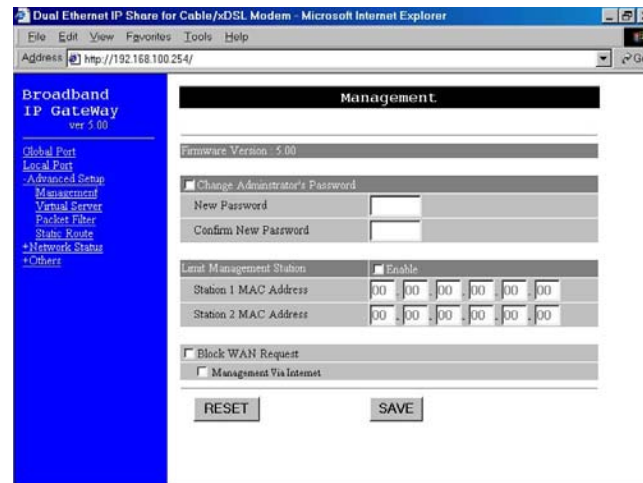 Dual Ethernet IP Share for Cable/xDSL Modem - Microsoft Internet Explorer
File Edit View Favorites Tools Help
Address http://192.168.100.254/
Go
Broadband
IP GateWay
ver 5.00
Global Port
Local Port
-Advanced Setup
Management
Virtual Server
Packet Filter
Static Route
+Network Status
+Others
Management
Firmware Version : 5.00
Change Adminstrator's Password
New Password
Confirm New Password
Limit Management Station Enable
Station 1 MAC Address 00 . 00 . 00 . 00 . 00 . 00
Station 2 MAC Address 00 . 00 . 00 . 00 . 00 . 00
Block WAN Request
Management Via Internet
RESET SAVE